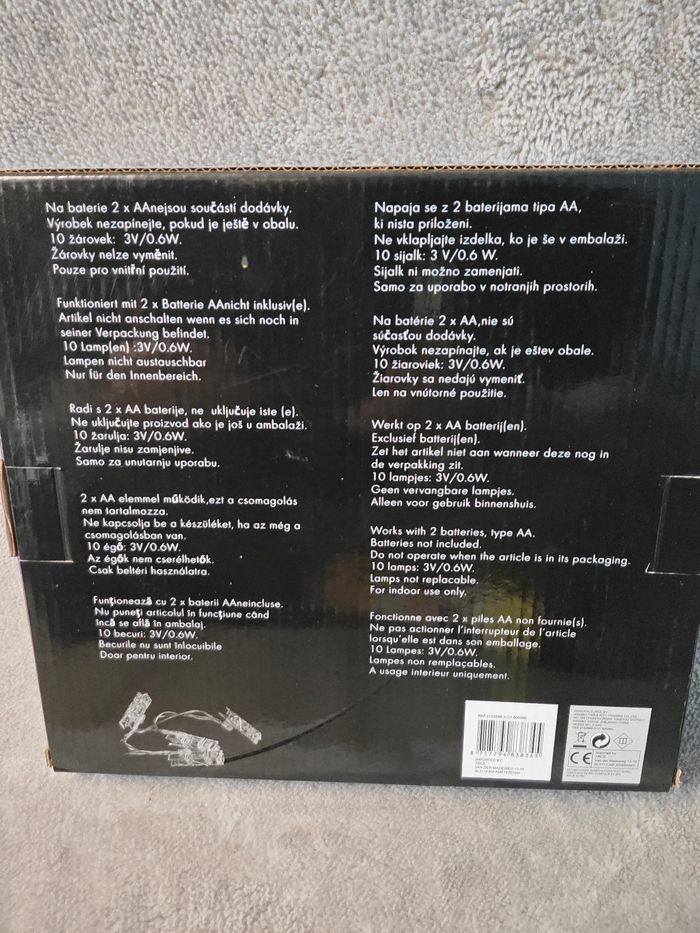 Na baterie 2 x AAnejsou součástí dodávky.
Výrobek nezapínejte, pokud je ještě v obalu.
10 žárovek: 3V/0.6W.
Žárovky nelze vyměnit.
Pouze pro vnitřní použití.
Funktioniert mit 2 x Batterie AAnicht inklusiv(e).
Artikel nicht anschalten wenn es sich noch in
seiner Verpackung befindet.
10 Lamp(en) :3V/0.6W.
Lampen nicht austauschbar
Nur für den Innenbereich.
Radi s 2 x AA baterije, ne uključuje iste (e).
Ne uključujte proizvod ako je još u ambalaži.
10 žarulja: 3V/0.6W.
Žarulje nisu zamjenjive.
Samo za unutarnju uporabu.
2 x AA elemmel működik,ezt a csomagolás
nem tartalmazza.
Ne kapcsolja be a készüléket, ha az még a
csomagolásban van.
10 égő: 3V/0.6W.
Az égők nem cserélhetők.
Csak beltéri használatra.
Funționează cu 2 x baterii AAneincluse.
Nu puneți articolul în funcțiune când
încă se află în ambalaj.
10 becuri: 3V/0.6W.
Becurile nu sunt înlocuibile
Doar pentru interior.
Napaja se z 2 baterijama tipa AA,
ki nista priloženi.
Ne vklapljajte izdelka, ko je še v embalaži.
10 sijalk: 3 V/0.6 W.
Sijalk ni možno zamenjati.
Samo za uporabo v notranjih prostorih.
Na batérie 2 x AA,nie sú
súčasťou dodávky.
Výrobok nezapínajte, ak je eštev obale.
10 žiaroviek: 3V/0.6W.
Žiarovky sa nedajú vymeniť.
Len na vnútorné použitie.
Werkt op 2 x AA batterij(en).
Exclusief batterij(en).
Zet het artikel niet aan wanneer deze nog in
de verpakking zit.
10 lampjes: 3V/0.6W.
Geen vervangbare lampjes.
Alleen voor gebruik binnenshuis.
Works with 2 batteries, type AA.
Batteries not included.
Do not operate when the article is in its packaging.
10 lamps: 3V/0.6W.
Lamps not replacable.
For indoor use only.
Fonctionne avec 2 x piles AA non fournie(s).
Ne pas actionner l'interrupteur de l'article
lorsqu'elle est dans son emballage.
10 Lampes: 3V/0.6W.
Lampes non remplaçables.
A usage interieur uniquement.
8 717794 838345
IMPORTED BY
CE